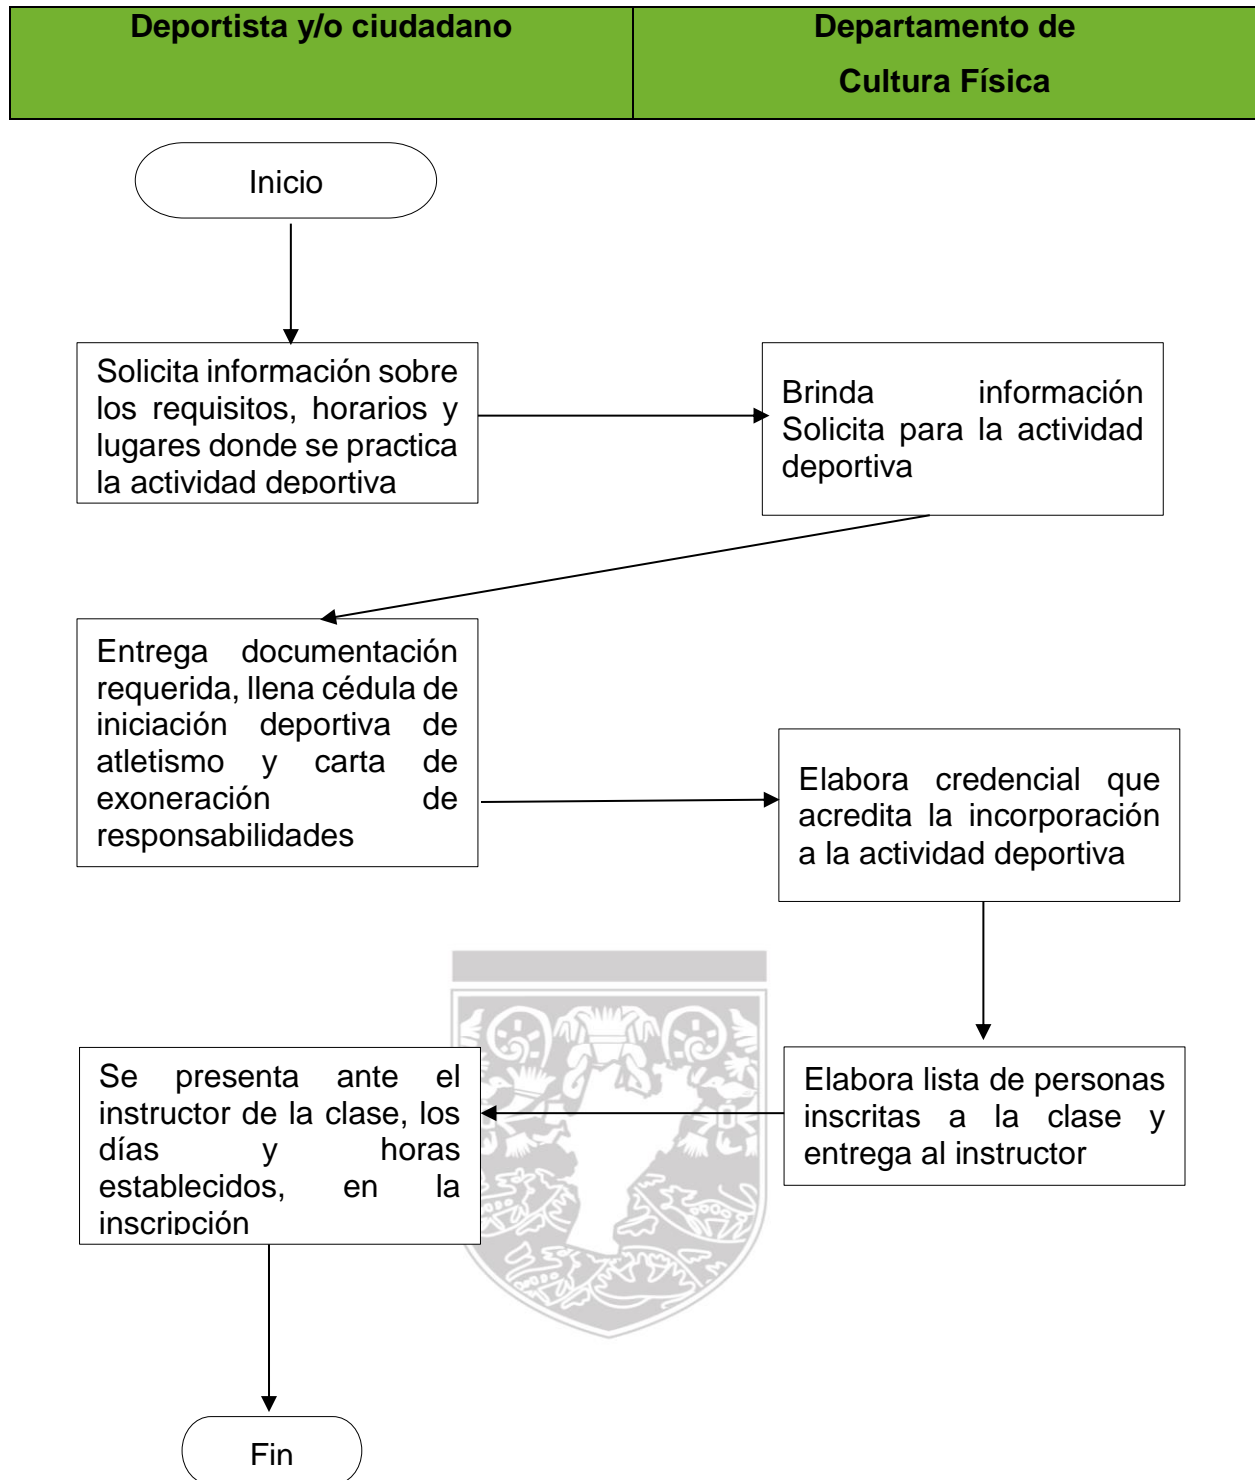 Deportista y/o ciudadano
Departamento de
Cultura Física
Inicio
Solicita información sobre
los requisitos, horarios y
lugares donde se practica
la actividad deportiva
Brinda información
Solicita para la actividad
deportiva
Entrega documentación
requerida, llena cédula de
iniciación deportiva de
atletismo y carta de
exoneración de
responsabilidades
Elabora credencial que
acredita la incorporación
a la actividad deportiva
Elabora lista de personas
inscritas a la clase y
entrega al instructor
Se presenta ante el
instructor de la clase, los
días y horas
establecidos, en la
inscripción
Fin